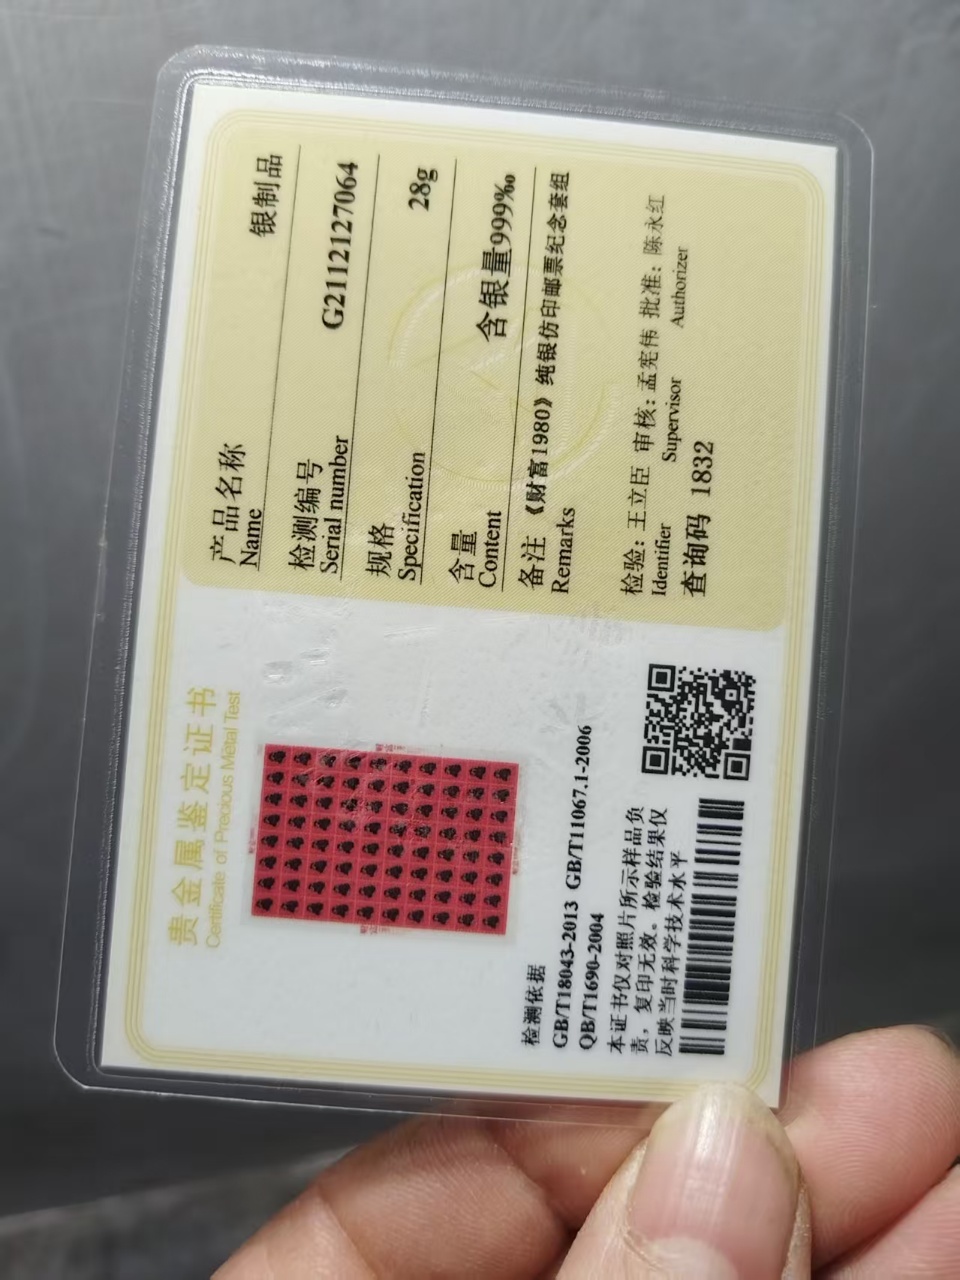 贵金属鉴定证书
Certificate of Precious Metal Test
产品名称 银制品
Name
检测编号 G2112127064
Serial number
规格 28g
Specification
含量 含银量999‰
Content
备注 《财富1980》纯银仿印邮票纪念套组
Remarks
检验：王立臣 审核：孟宪伟 批准：陈永红
Identifier Supervisor Authorizer
查询码 1832
检测依据
GB/T18043-2013 GB/T11067.1-2006
QB/T1690-2004
本证书仅对照片所示样品负
责，复印无效。检验结果仅
反映当时科学技术水平